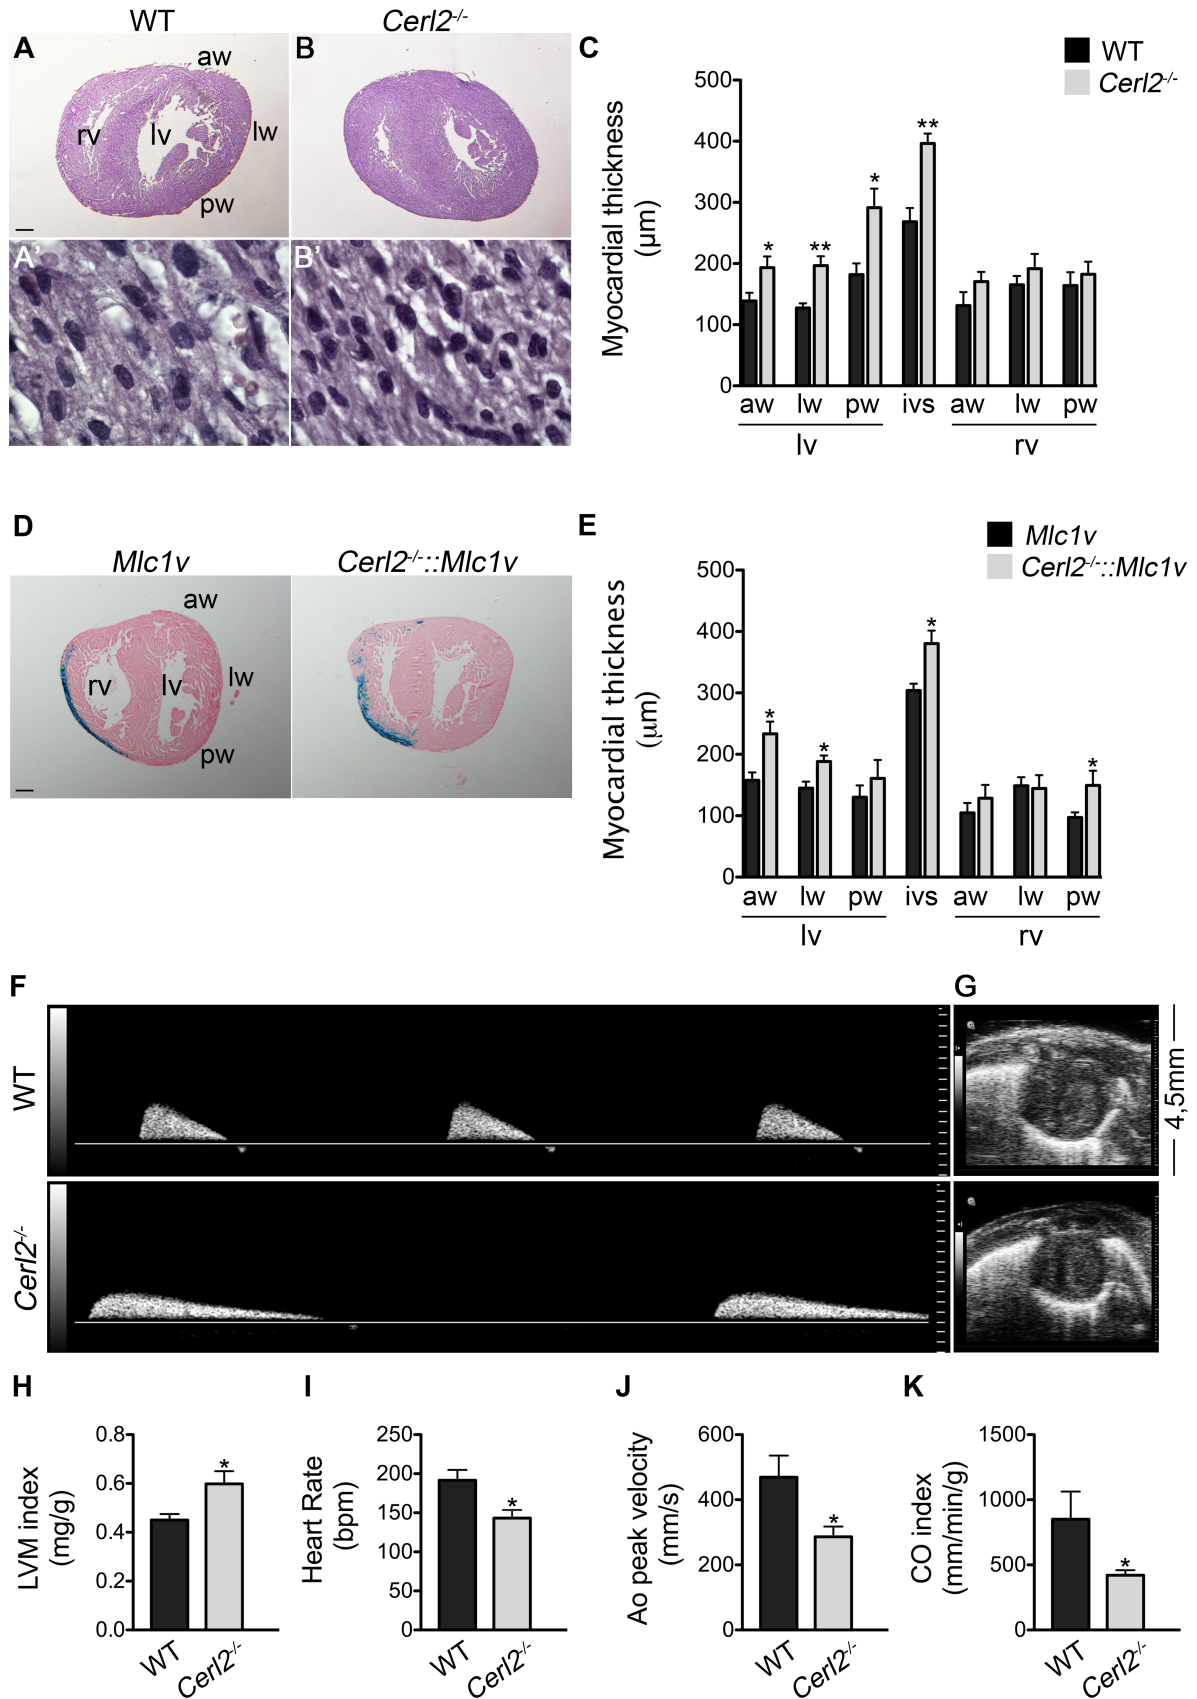 WT
Cerl2-/-
A
aw
rv
lv
lw
pw
B
A'
B'
C
WT
Cerl2-/-
Myocardial thickness
(µm)
500
400
300
200
100
0
* ** * **
aw lw pw ivs aw lw pw
lv rv
D
Mlc1v
Cerl2-/-::Mlc1v
aw
rv
lv
lw
pw
E
Mlc1v
Cerl2-/-::Mlc1v
Myocardial thickness
(µm)
500
400
300
200
100
0
* * * *
aw lw pw ivs aw lw pw
lv rv
F
WT
Cerl2-/-
G
4,5mm
H
LVM index
(mg/g)
0.8
0.6
0.4
0.2
0.0
*
WT
Cerl2-/-
I
Heart Rate
(bpm)
250
200
150
100
50
0
*
WT
Cerl2-/-
J
Ao peak velocity
(mm/s)
600
400
200
0
*
WT
Cerl2-/-
K
CO index
(mm/min/g)
1500
1000
500
0
*
WT
Cerl2-/-